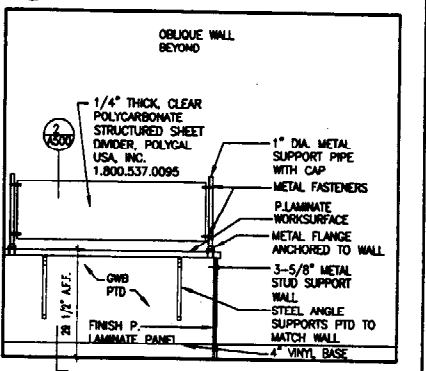 OBLIQUE WALL
BEYOND
1/4" THICK, CLEAR
POLYCARBONATE
STRUCTURED SHEET
DIVIDER, POLYGAL
USA, INC.
1.800.537.0095
2
A500
1" DIA. METAL
SUPPORT PIPE
WITH CAP
METAL FASTENERS
P.LAMINATE
WORKSURFACE
METAL FLANGE
ANCHORED TO WALL
3-5/8" METAL
STUD SUPPORT
WALL
STEEL ANGLE
SUPPORTS PTD TO
MATCH WALL
4" VINYL BASE
GWB
PTD
29 1/2" A.F.F.
FINISH P.
LAMINATE PANEL